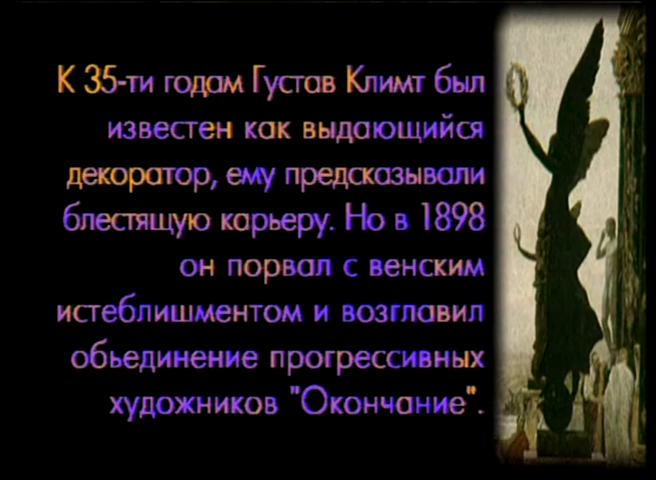 К 35-ти годам Густав Климт был
известен как выдающийся
декоратор, ему предсказывали
блестящую карьеру. Но в 1898
он порвал с венским
истеблишментом и возглавил
обьединение прогрессивных
художников "Окончание".